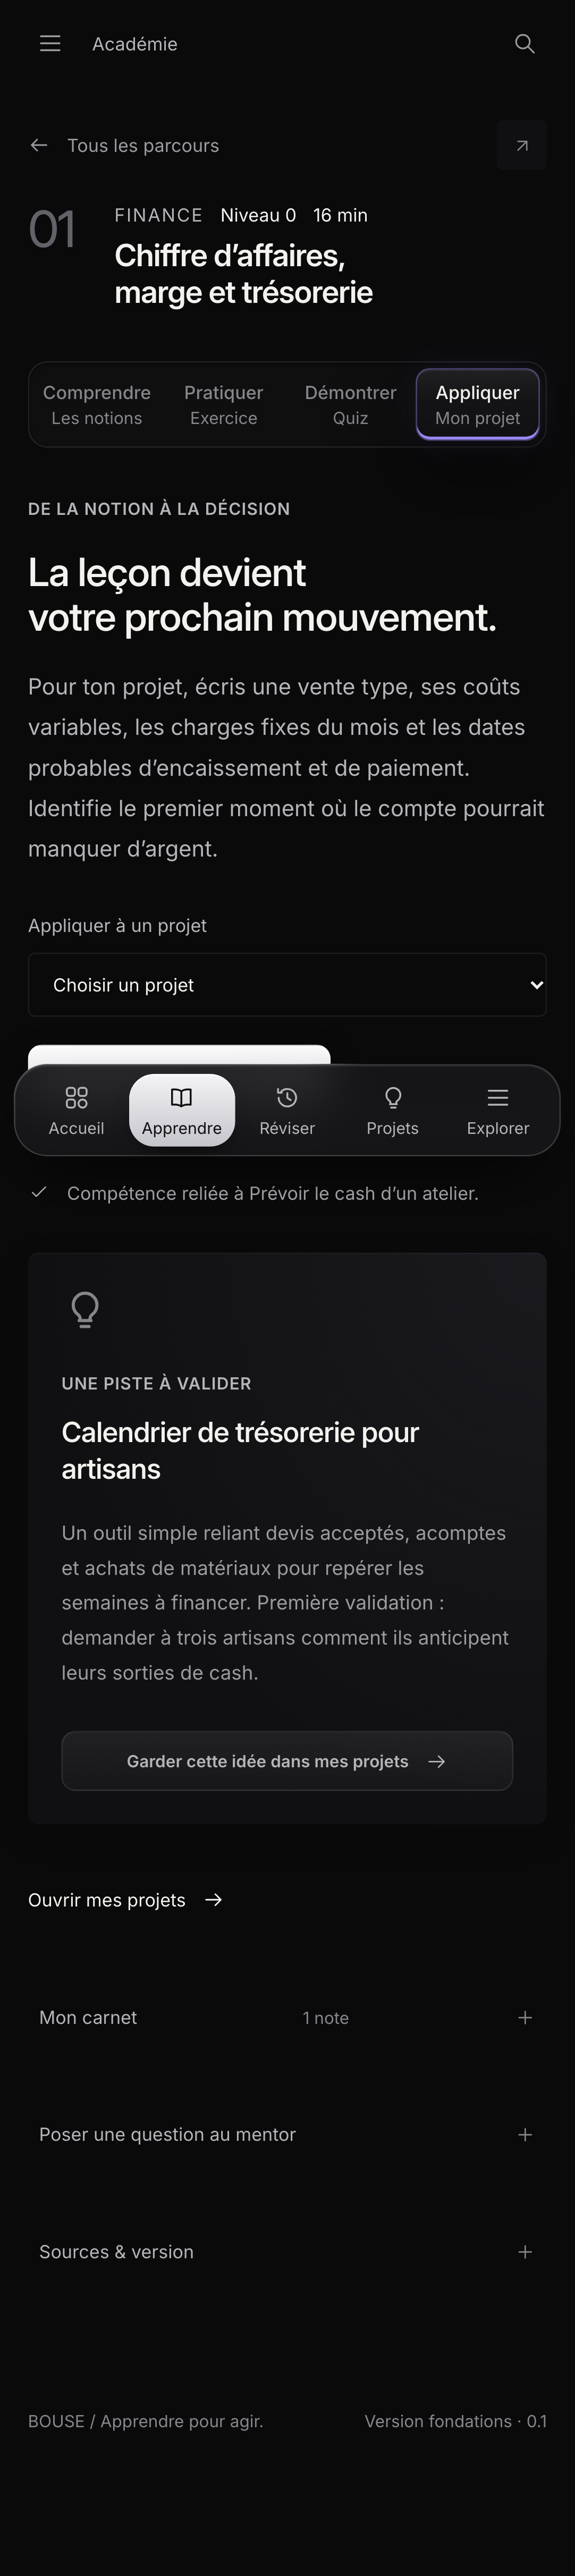 Académie
Tous les parcours
01
FINANCE Niveau 0 16 min
Chiffre d’affaires,
marge et trésorerie
Comprendre
Les notions
Pratiquer
Exercice
Démontrer
Quiz
Appliquer
Mon projet
DE LA NOTION À LA DÉCISION
La leçon devient
votre prochain mouvement.
Pour ton projet, écris une vente type, ses coûts
variables, les charges fixes du mois et les dates
probables d’encaissement et de paiement.
Identifie le premier moment où le compte pourrait
manquer d’argent.
Appliquer à un projet
Choisir un projet
Accueil
Apprendre
Réviser
Projets
Explorer
Compétence reliée à Prévoir le cash d’un atelier.
UNE PISTE À VALIDER
Calendrier de trésorerie pour
artisans
Un outil simple reliant devis acceptés, acomptes
et achats de matériaux pour repérer les
semaines à financer. Première validation :
demander à trois artisans comment ils anticipent
leurs sorties de cash.
Garder cette idée dans mes projets
Ouvrir mes projets
Mon carnet 1 note
Poser une question au mentor
Sources & version
BOUSE / Apprendre pour agir. Version fondations · 0.1